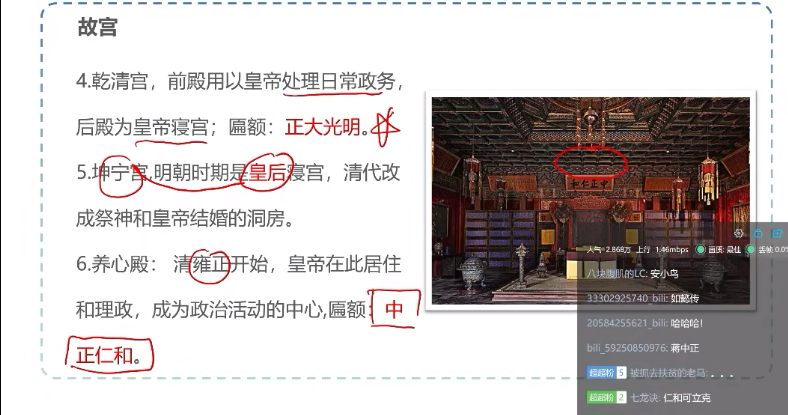 故宫
4.乾清宫，前殿用以皇帝处理日常政务，
后殿为皇帝寝宫；匾额：正大光明。
5.坤宁宫,明朝时期是皇后寝宫，清代改
成祭神和皇帝结婚的洞房。
6.养心殿： 清雍正开始，皇帝在此居住
和理政，成为政治活动的中心,匾额：中
正仁和。
和仁正中
人气:2.868万 上行 1.46mbps 画质: 最佳 丢帧 0.0%
八块腹肌的LC: 安小鸟
33302925740_bili: 如懿传
20584255621_bili: 哈哈哈！
bili_59250850976: 蒋中正
超超粉 5 被抓去扶贫的老马: 。。。
超超粉 2 七龙诀: 仁和可立克